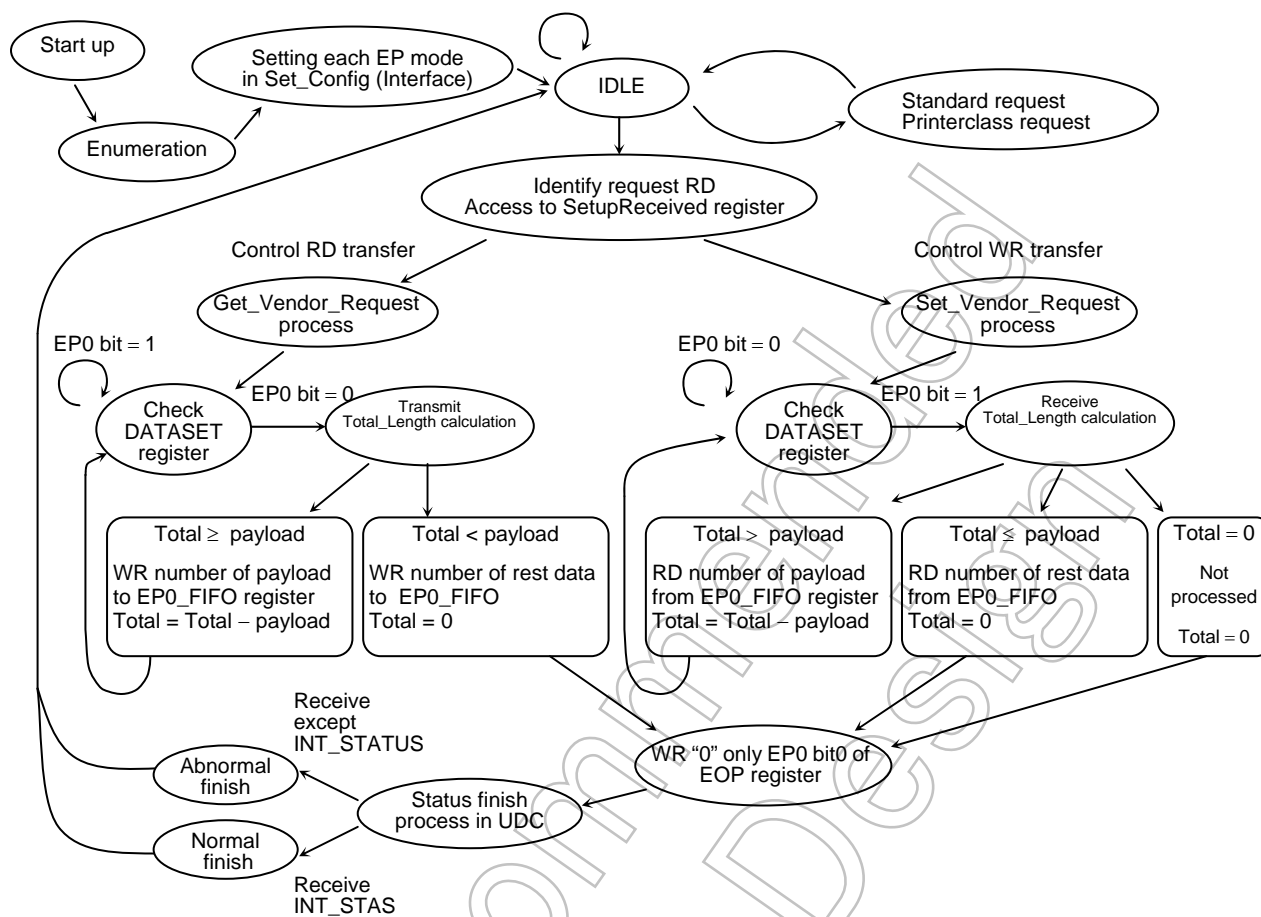 Start up
Setting each EP mode
in Set_Config (Interface)
IDLE
Standard request
Printerclass request
Enumeration
Identify request RD
Access to SetupReceived register
Control RD transfer
Control WR transfer
Get_Vendor_Request
process
Set_Vendor_Request
process
EP0 bit = 1
EP0 bit = 0
EP0 bit = 0
EP0 bit = 1
Check
DATASET
register
Transmit
Total_Length calculation
Check
DATASET
register
Receive
Total_Length calculation
Total ≥ payload
WR number of payload
to EP0_FIFO register
Total = Total − payload
Total < payload
WR number of rest data
to EP0_FIFO
Total = 0
Total > payload
RD number of payload
from EP0_FIFO register
Total = Total − payload
Total ≤ payload
RD number of rest data
from EP0_FIFO
Total = 0
Total = 0
Not
processed
Total = 0
Receive
except
INT_STATUS
Abnormal
finish
Status finish
process in UDC
WR “0” only EP0 bit0 of
EOP register
Normal
finish
Receive
INT_STAS
ommended
Design